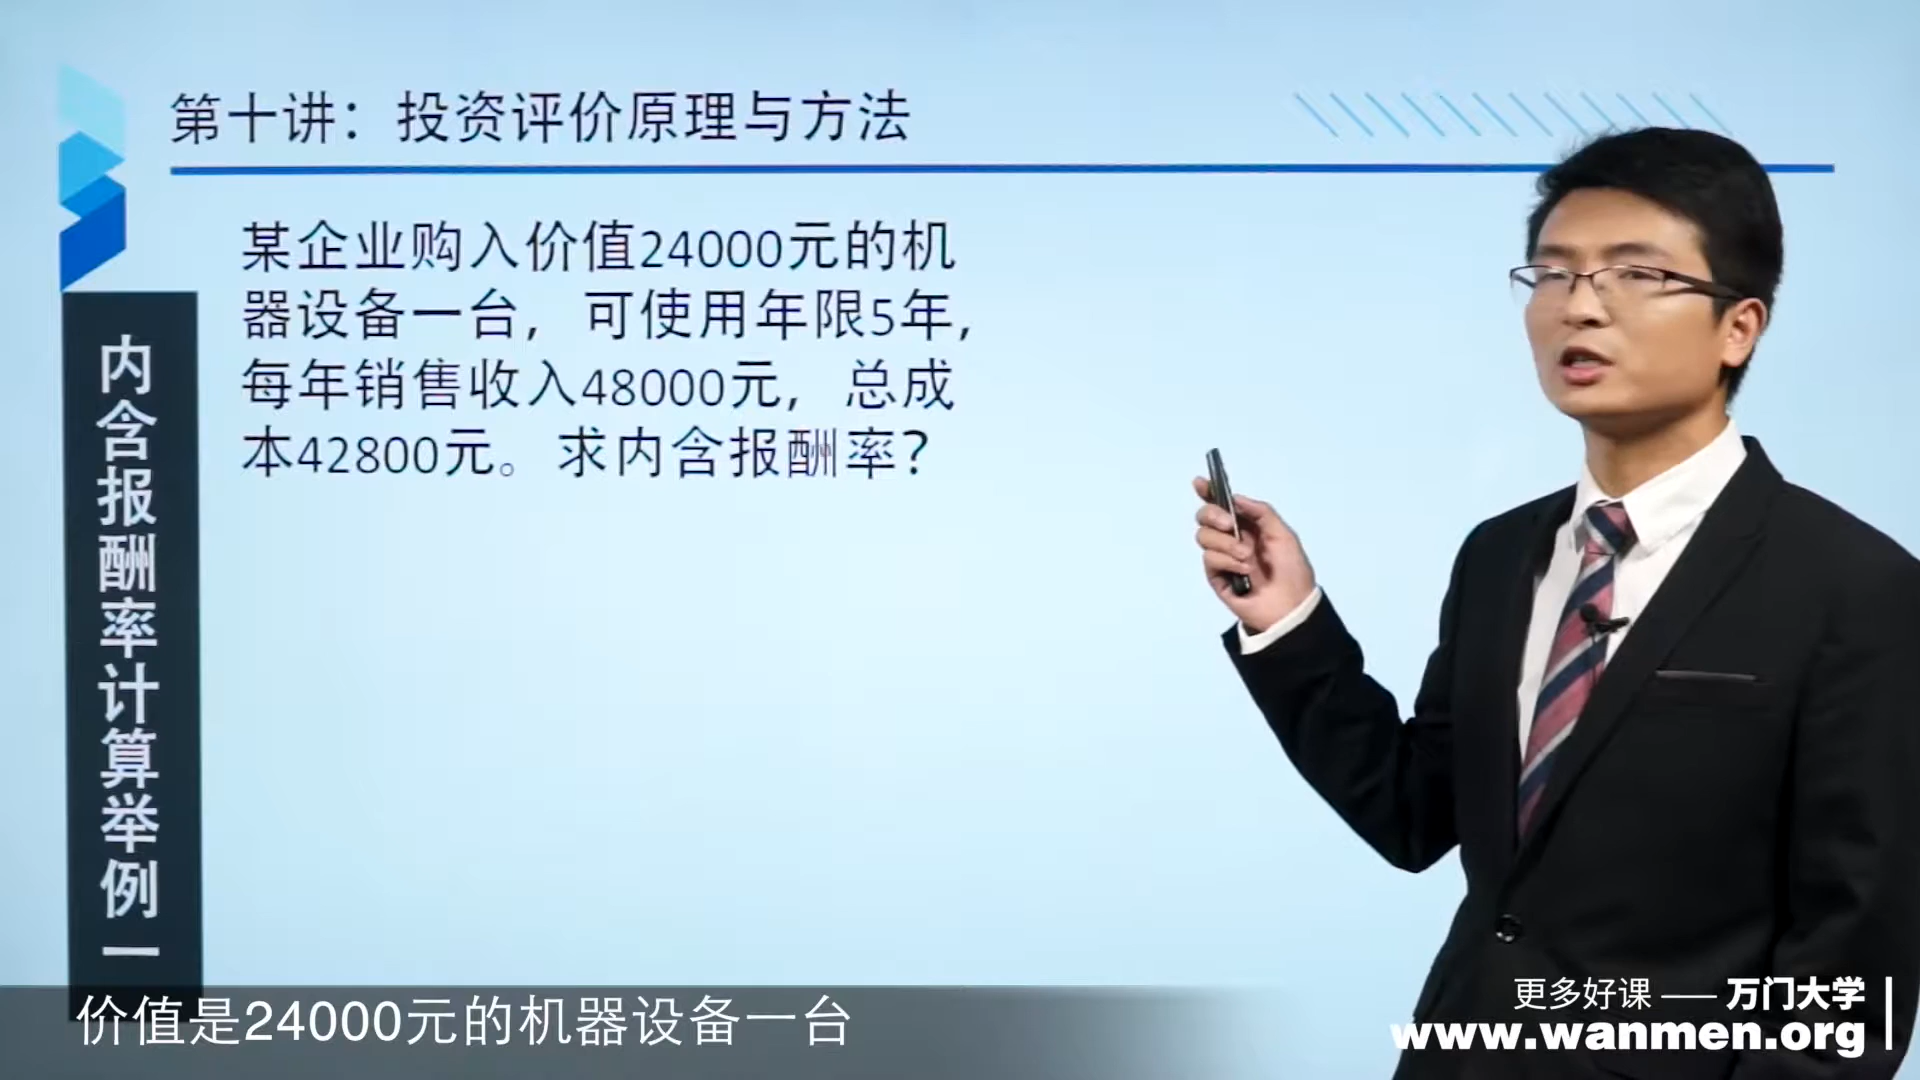 第十讲：投资评价原理与方法
某企业购入价值24000元的机
器设备一台，可使用年限5年，
每年销售收入48000元，总成
本42800元。求内含报酬率？
内含报酬率计算举例一
价值是24000元的机器设备一台
更多好课 —— 万门大学
www.wanmen.org